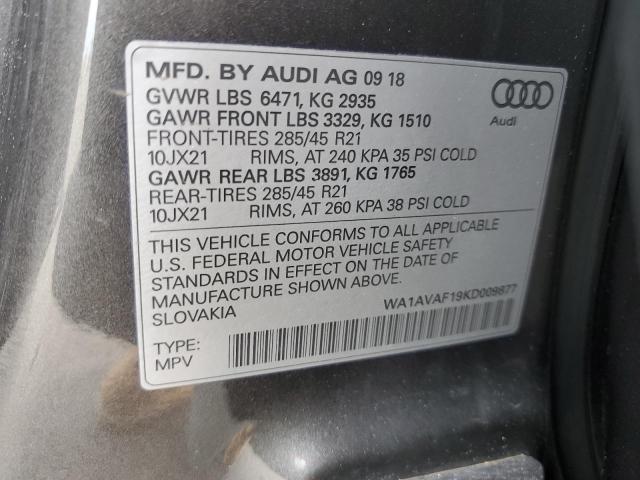 MFD. BY AUDI AG 09 18
GVWR LBS 6471, KG 2935
GAWR FRONT LBS 3329, KG 1510
FRONT-TIRES 285/45 R21
10JX21 RIMS, AT 240 KPA 35 PSI COLD
GAWR REAR LBS 3891, KG 1765
REAR-TIRES 285/45 R21
10JX21 RIMS, AT 260 KPA 38 PSI COLD
Audi
THIS VEHICLE CONFORMS TO ALL APPLICABLE
U.S. FEDERAL MOTOR VEHICLE SAFETY
STANDARDS IN EFFECT ON THE DATE OF
MANUFACTURE SHOWN ABOVE.
SLOVAKIA
WA1AVAF19KD009877
TYPE:
MPV